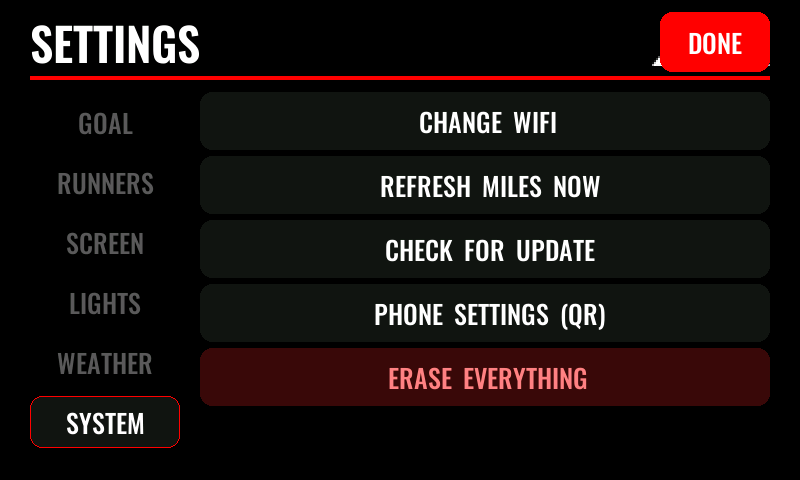 SETTINGS
DONE
GOAL
RUNNERS
SCREEN
LIGHTS
WEATHER
SYSTEM
CHANGE WIFI
REFRESH MILES NOW
CHECK FOR UPDATE
PHONE SETTINGS (QR)
ERASE EVERYTHING